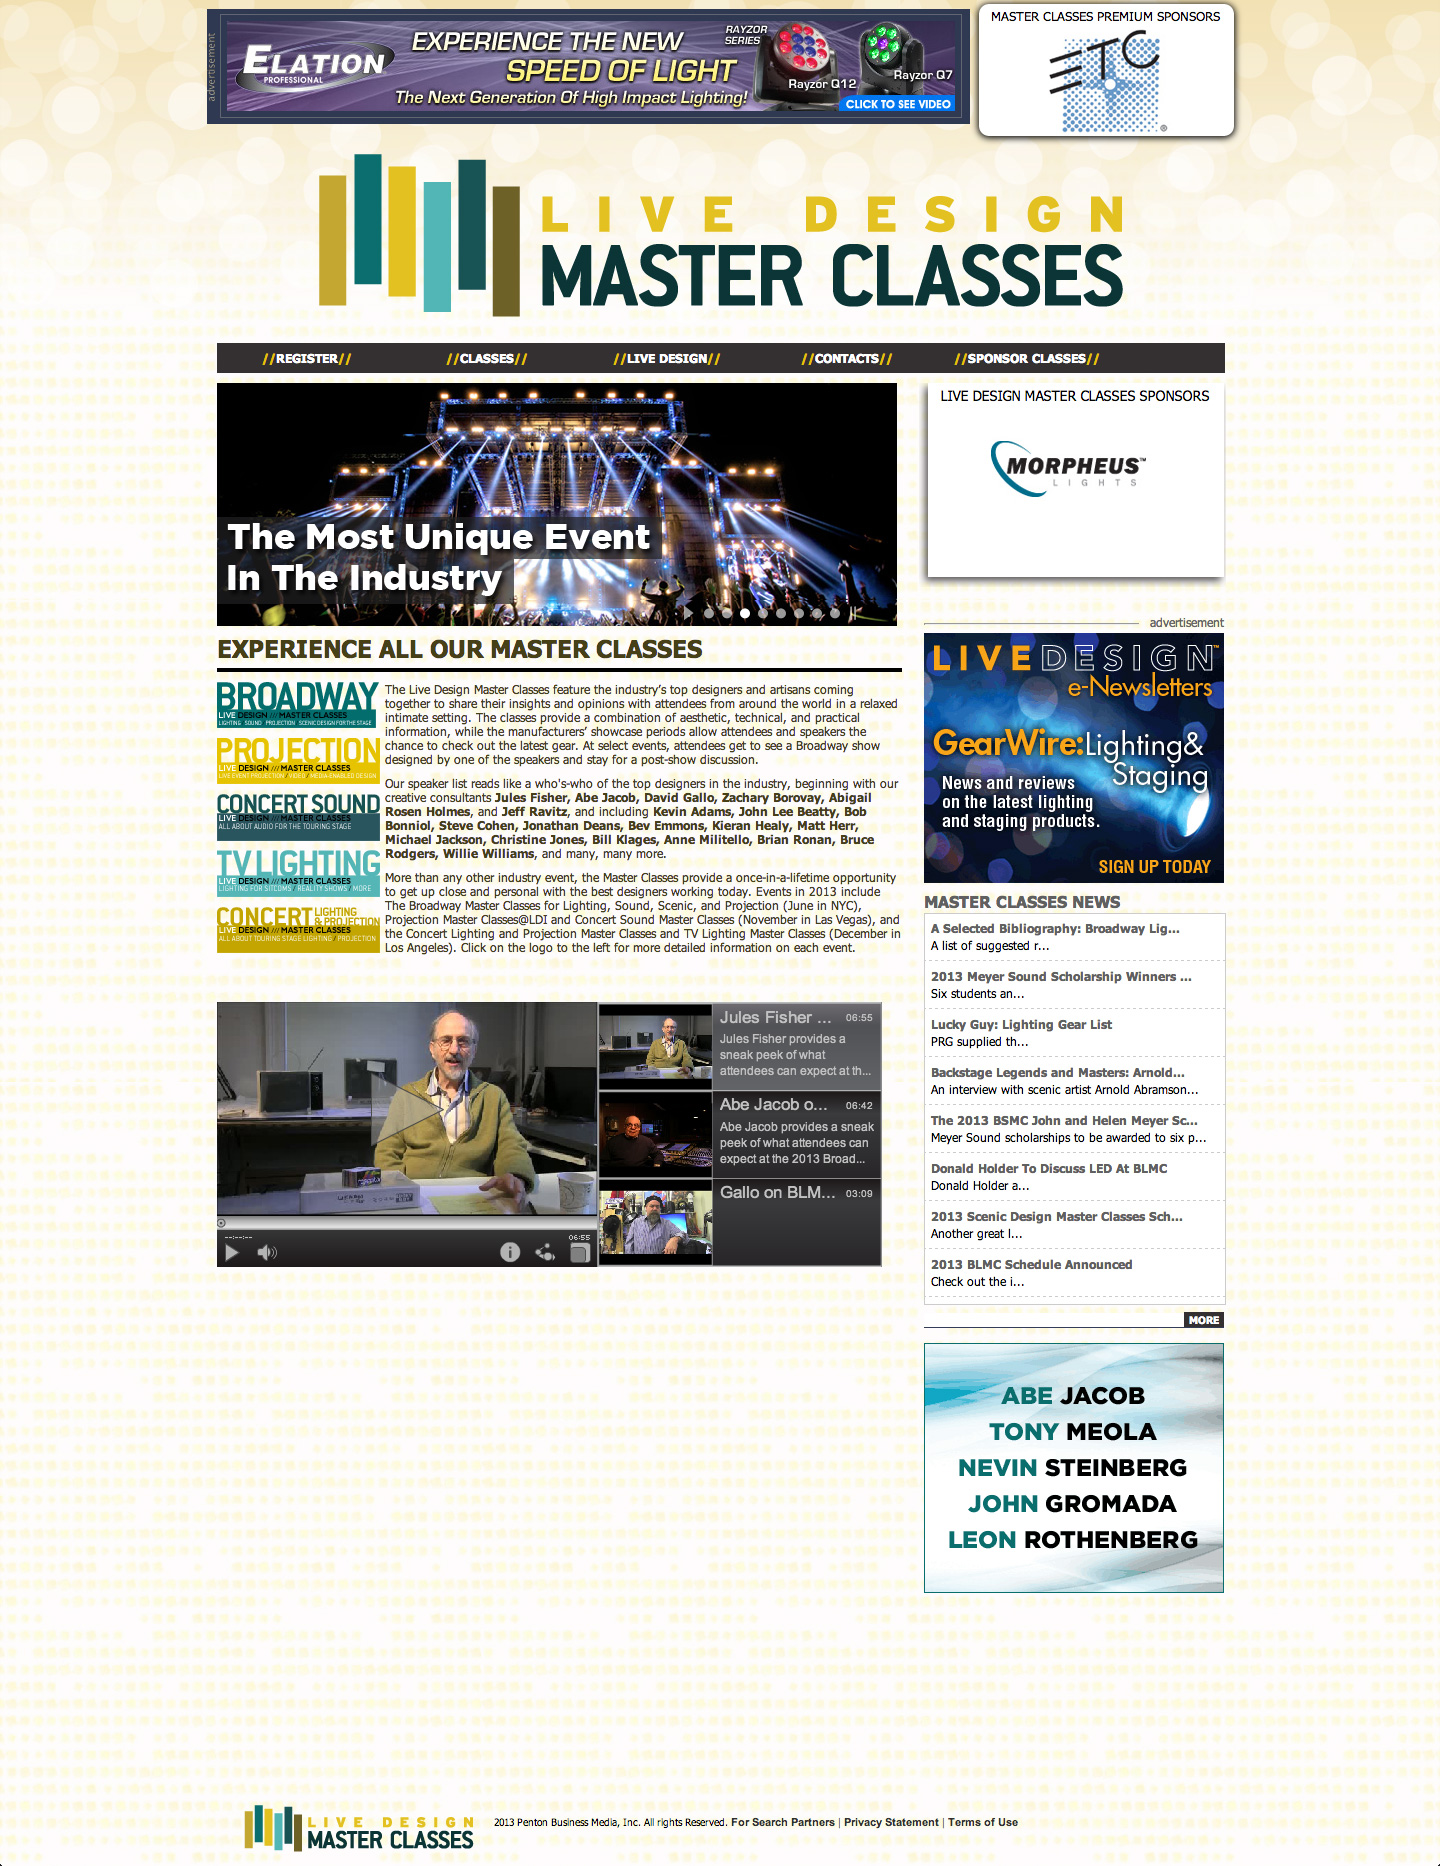 advertisement
ELATION
PROFESSIONAL
EXPERIENCE THE NEW
SPEED OF LIGHT
The Next Generation Of High Impact Lighting!
RAYZOR
SERIES
Rayzor Q12
Rayzor Q7
CLICK TO SEE VIDEO
MASTER CLASSES PREMIUM SPONSORS
ETC
®
LIVE DESIGN
MASTER CLASSES
//REGISTER//
//CLASSES//
//LIVE DESIGN//
//CONTACTS//
//SPONSOR CLASSES//
The Most Unique Event
In The Industry
LIVE DESIGN MASTER CLASSES SPONSORS
MORPHEUS™
LIGHTS
EXPERIENCE ALL OUR MASTER CLASSES
BROADWAY
LIVE DESIGN /// MASTER CLASSES
LIGHTING / SOUND / PROJECTION / SCENIC DESIGN FOR THE STAGE
PROJECTION
LIVE DESIGN /// MASTER CLASSES
LIVE EVENT PROJECTION / VIDEO / MEDIA-ENABLED DESIGN
CONCERT SOUND
LIVE DESIGN /// MASTER CLASSES
ALL ABOUT AUDIO FOR THE TOURING STAGE
TV LIGHTING
LIVE DESIGN /// MASTER CLASSES
LIGHTING FOR SITCOMS / REALITY SHOWS / MORE
CONCERT LIGHTING
& PROJECTION
LIVE DESIGN /// MASTER CLASSES
ALL ABOUT TOURING STAGE LIGHTING / PROJECTION
The Live Design Master Classes feature the industry's top designers and artisans coming
together to share their insights and opinions with attendees from around the world in a relaxed
intimate setting. The classes provide a combination of aesthetic, technical, and practical
information, while the manufacturers' showcase periods allow attendees and speakers the
chance to check out the latest gear. At select events, attendees get to see a Broadway show
designed by one of the speakers and stay for a post-show discussion.
Our speaker list reads like a who's-who of the top designers in the industry, beginning with our
creative consultants Jules Fisher, Abe Jacob, David Gallo, Zachary Borovay, Abigail
Rosen Holmes, and Jeff Ravitz, and including Kevin Adams, John Lee Beatty, Bob
Bonniol, Steve Cohen, Jonathan Deans, Bev Emmons, Kieran Healy, Matt Herr,
Michael Jackson, Christine Jones, Bill Klages, Anne Militello, Brian Ronan, Bruce
Rodgers, Willie Williams, and many, many more.
More than any other industry event, the Master Classes provide a once-in-a-lifetime opportunity
to get up close and personal with the best designers working today. Events in 2013 include
The Broadway Master Classes for Lighting, Sound, Scenic, and Projection (June in NYC),
Projection Master Classes@LDI and Concert Sound Master Classes (November in Las Vegas), and
the Concert Lighting and Projection Master Classes and TV Lighting Master Classes (December in
Los Angeles). Click on the logo to the left for more detailed information on each event.
--:--:--
06:55
Jules Fisher ... 06:55
Jules Fisher provides a
sneak peek of what
attendees can expect at th...
Abe Jacob o... 06:42
Abe Jacob provides a sneak
peek of what attendees can
expect at the 2013 Broad...
Gallo on BLM... 03:09
advertisement
LIVEDESIGN™
e-Newsletters
GearWire:Lighting&
Staging
News and reviews
on the latest lighting
and staging products.
SIGN UP TODAY
MASTER CLASSES NEWS
A Selected Bibliography: Broadway Lig...
A list of suggested r...
2013 Meyer Sound Scholarship Winners ...
Six students an...
Lucky Guy: Lighting Gear List
PRG supplied th...
Backstage Legends and Masters: Arnold...
An interview with scenic artist Arnold Abramson...
The 2013 BSMC John and Helen Meyer Sc...
Meyer Sound scholarships to be awarded to six p...
Donald Holder To Discuss LED At BLMC
Donald Holder a...
2013 Scenic Design Master Classes Sch...
Another great l...
2013 BLMC Schedule Announced
Check out the i...
MORE
ABE JACOB
TONY MEOLA
NEVIN STEINBERG
JOHN GROMADA
LEON ROTHENBERG
LIVE DESIGN
MASTER CLASSES
2013 Penton Business Media, Inc. All rights Reserved. For Search Partners | Privacy Statement | Terms of Use